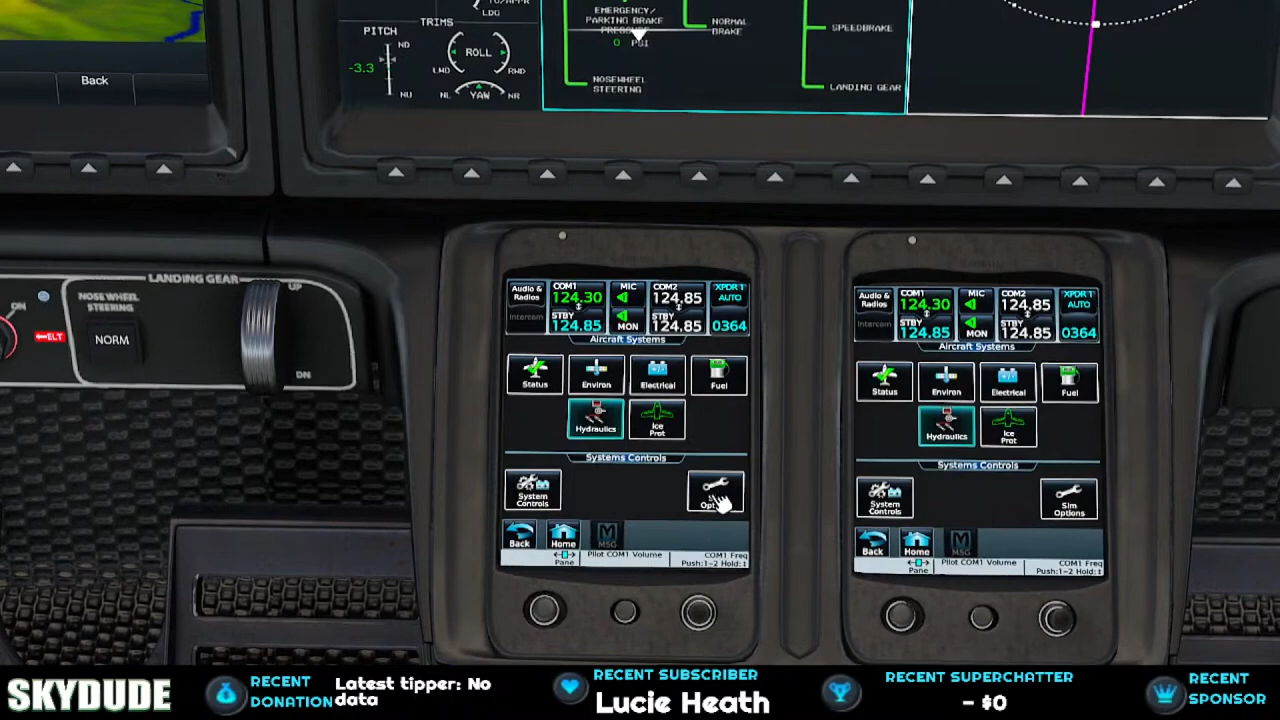 Back
TRIMS
PITCH
ND
-3.3
NU
ROLL
LWD
RWD
NL
YAW
NR
LDG
EMERGENCY/
PARKING BRAKE
PRESSURE
0 PSI
NORMAL
BRAKE
NOSEWHEEL
STEERING
SPEEDBRAKE
LANDING GEAR
LANDING GEAR
UP
NOSE WHEEL
STEERING
NORM
DN
ON
ELT
Audio &
Radios
Intercom
COM1
124.30
STBY
124.85
MIC
MON
COM2
124.85
124.85
XPDR 1
AUTO
0364
Aircraft Systems
Status
Environ
Electrical
Fuel
Hydraulics
Ice
Prot
Systems Controls
System
Controls
Back
Home
MSG
Pane
Pilot COM1 Volume
COM1 Freq
Push:1-2 Hold:↕
Audio &
Radios
Intercom
COM1
124.30
STBY
124.85
MIC
MON
COM2
124.85
124.85
XPDR 1
AUTO
0364
Aircraft Systems
Status
Environ
Electrical
Fuel
Hydraulics
Ice
Prot
Systems Controls
System
Controls
Sim
Options
Back
Home
MSG
Pane
Pilot COM1 Volume
COM1 Freq
Push:1-2 Hold:↕
SKYDUDE
RECENT
DONATION
Latest tipper: No
data
RECENT SUBSCRIBER
Lucie Heath
RECENT SUPERCHATTER
- $0
RECENT
SPONSOR